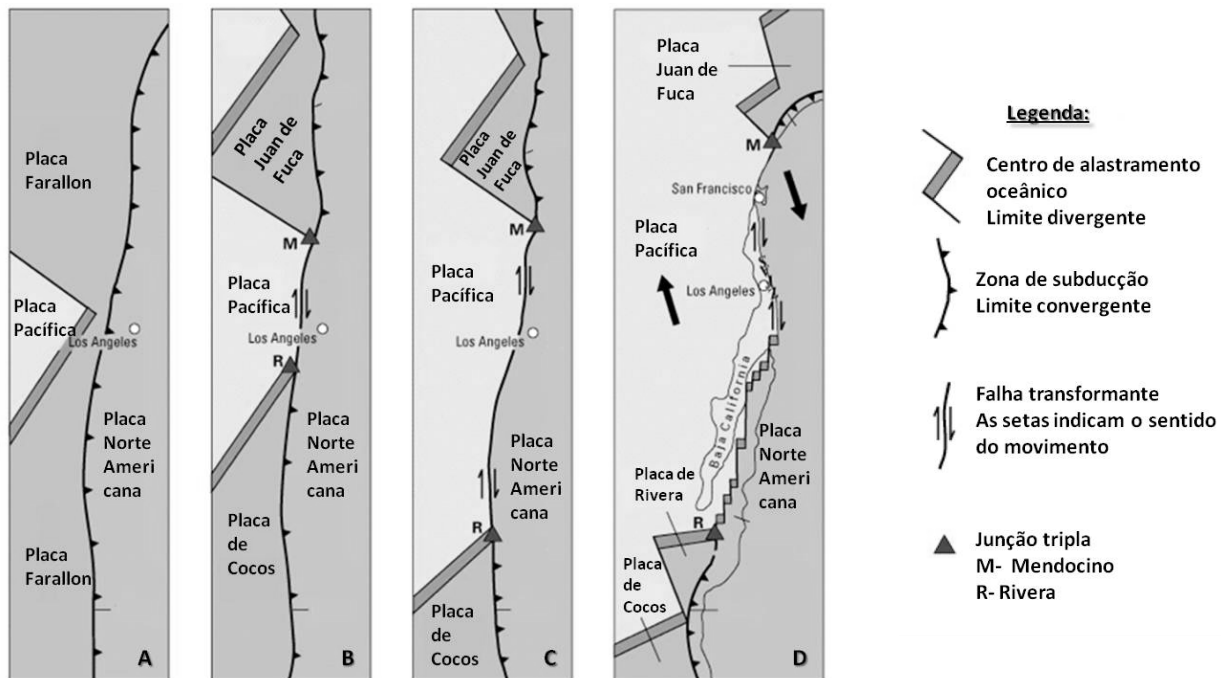 Placa
Farallon
Placa
Pacífica
Los Angeles
Placa
Norte
Ameri
cana
Placa
Farallon
A
Placa
Juan de
Fuca
M
Placa
Pacífica
Los Angeles
R
Placa
Norte
Ameri
cana
Placa
de
Cocos
B
Placa
Juan de
Fuca
M
Placa
Pacífica
Los Angeles
Placa
Norte
Ameri
cana
R
Placa
de
Cocos
C
Placa
Juan de
Fuca
M
San Francisco
Placa
Pacífica
Los Angeles
Baja California
Placa
Norte
Ameri
cana
Placa de
Rivera
R
Placa
de
Cocos
D
Legenda:
Centro de alastramento
oceânico
Limite divergente
Zona de subducção
Limite convergente
Falha transformante
As setas indicam o sentido
do movimento
Junção tripla
M- Mendocino
R- Rivera